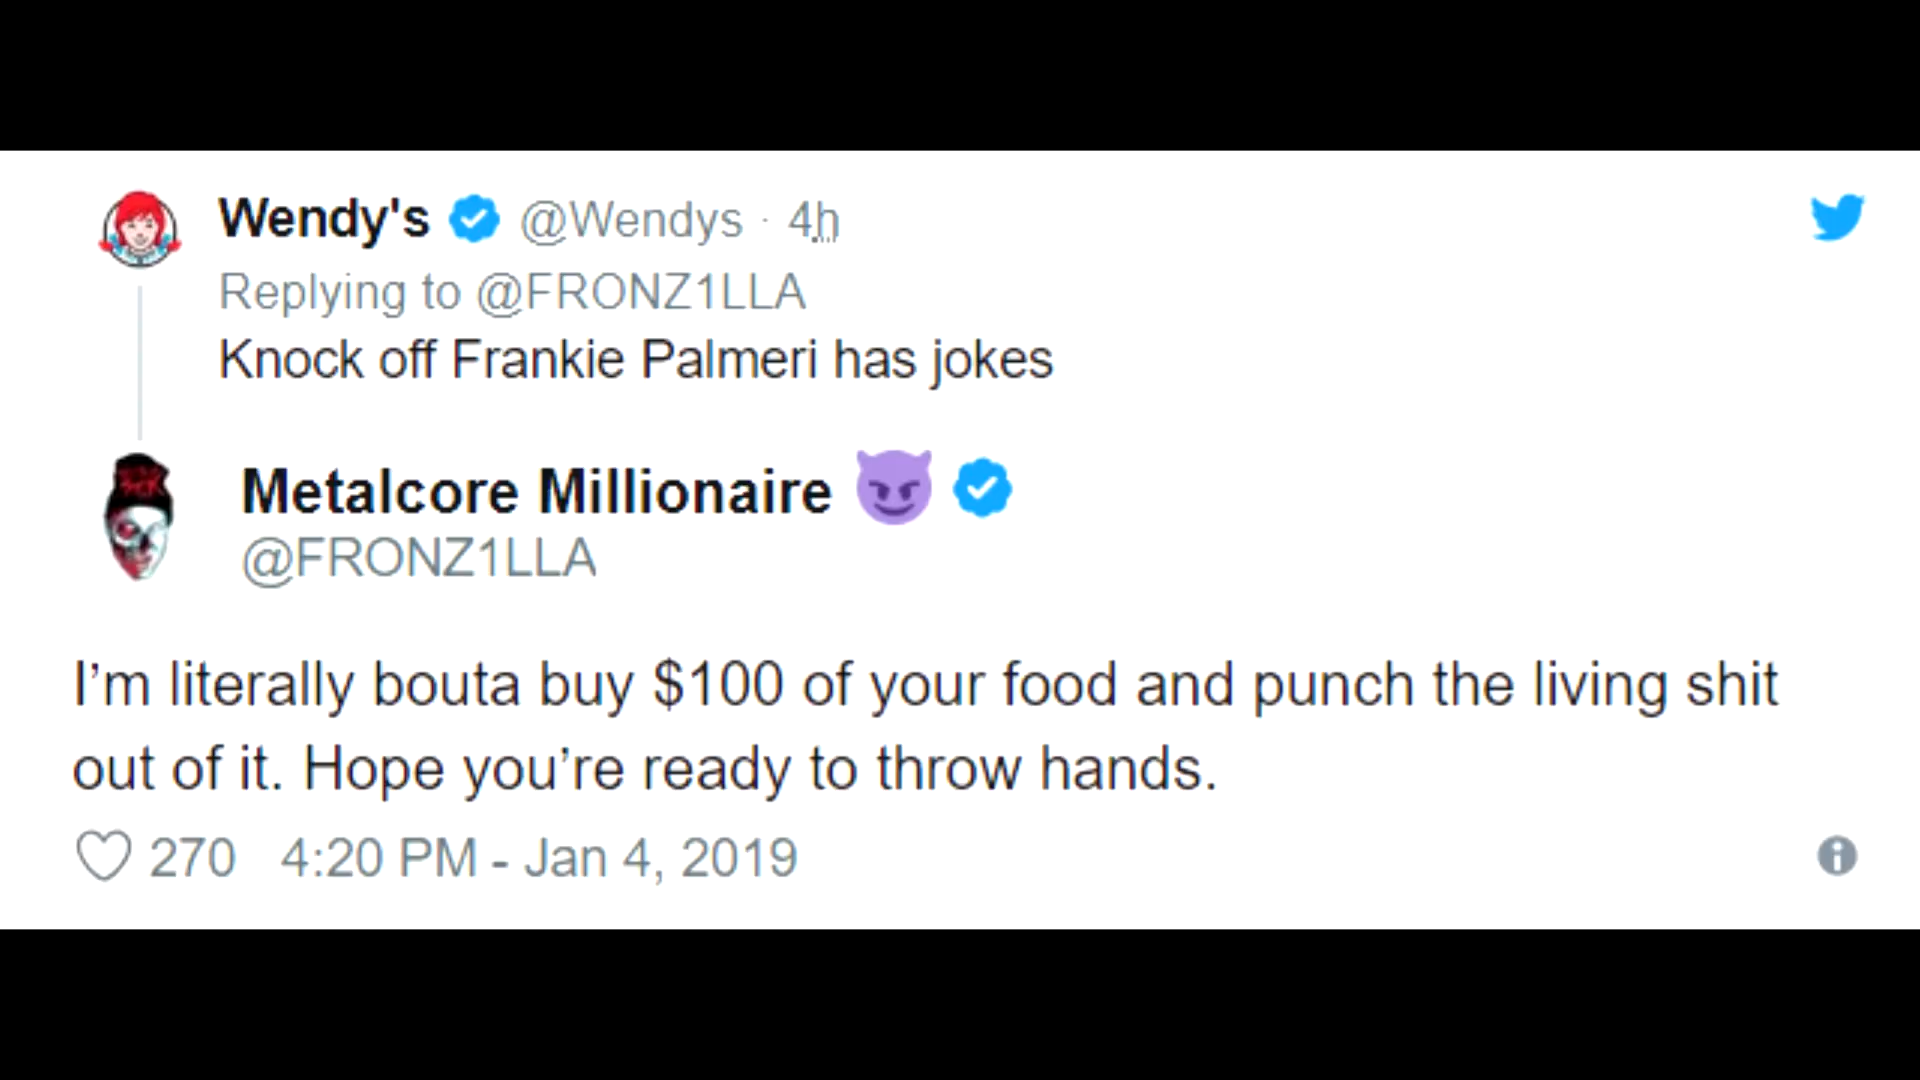 Wendy's @Wendys · 4h
Replying to @FRONZ1LLA
Knock off Frankie Palmeri has jokes
Metalcore Millionaire 😈
@FRONZ1LLA
I’m literally bouta buy $100 of your food and punch the living shit
out of it. Hope you’re ready to throw hands.
270 4:20 PM - Jan 4, 2019